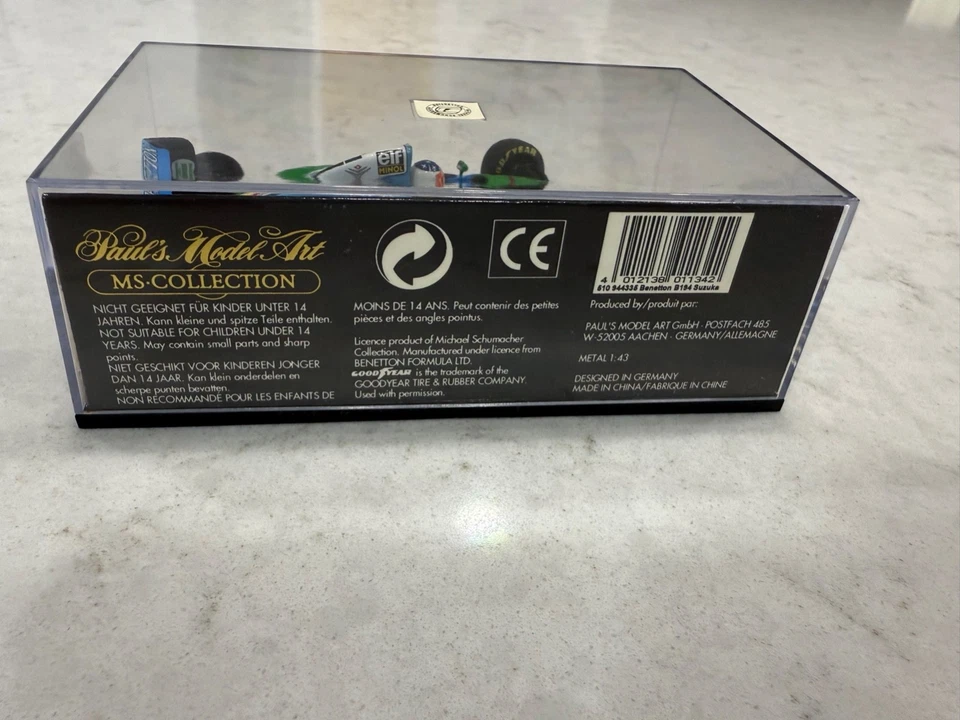 elf
MINOL
GOODYEAR
Paul's Model Art
MS·COLLECTION
NICHT GEEIGNET FÜR KINDER UNTER 14
JAHREN. Kann kleine und spitze Teile enthalten.
NOT SUITABLE FOR CHILDREN UNDER 14
YEARS. May contain small parts and sharp
points.
NIET GESCHIKT VOOR KINDEREN JONGER
DAN 14 JAAR. Kan klein onderdelen en
scherpe punten bevatten.
NON RECOMMANDE POUR LES ENFANTS DE
MOINS DE 14 ANS. Peut contenir des petites
pièces et des angles pointus.
Licence product of Michael Schumacher
Collection. Manufactured under licence from
BENETTON FORMULA LTD.
GOODYEAR is the trademark of the
GOODYEAR TIRE & RUBBER COMPANY.
Used with permission.
CE
4 012138 011342
510 944335 Benetton B194 Suzuka
Produced by/produit par:
PAUL'S MODEL ART GmbH · POSTFACH 485
W-52005 AACHEN · GERMANY/ALLEMAGNE
METAL 1:43
DESIGNED IN GERMANY
MADE IN CHINA/FABRIQUE IN CHINE